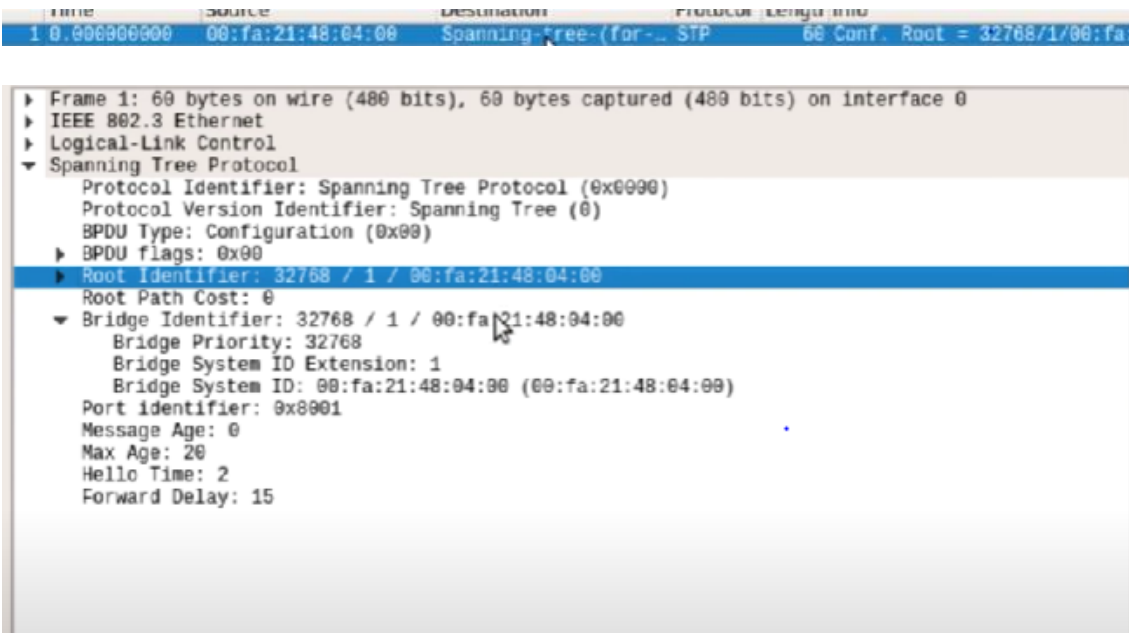 Time Source Destination Protocol Length Info
1 0.000000000 00:fa:21:48:04:00 Spanning-tree-(for-… STP 60 Conf. Root = 32768/1/00:fa
Frame 1: 60 bytes on wire (480 bits), 60 bytes captured (480 bits) on interface 0
IEEE 802.3 Ethernet
Logical-Link Control
Spanning Tree Protocol
Protocol Identifier: Spanning Tree Protocol (0x0000)
Protocol Version Identifier: Spanning Tree (0)
BPDU Type: Configuration (0x00)
BPDU flags: 0x00
Root Identifier: 32768 / 1 / 00:fa:21:48:04:00
Root Path Cost: 0
Bridge Identifier: 32768 / 1 / 00:fa:21:48:04:00
Bridge Priority: 32768
Bridge System ID Extension: 1
Bridge System ID: 00:fa:21:48:04:00 (00:fa:21:48:04:00)
Port identifier: 0x8001
Message Age: 0
Max Age: 20
Hello Time: 2
Forward Delay: 15